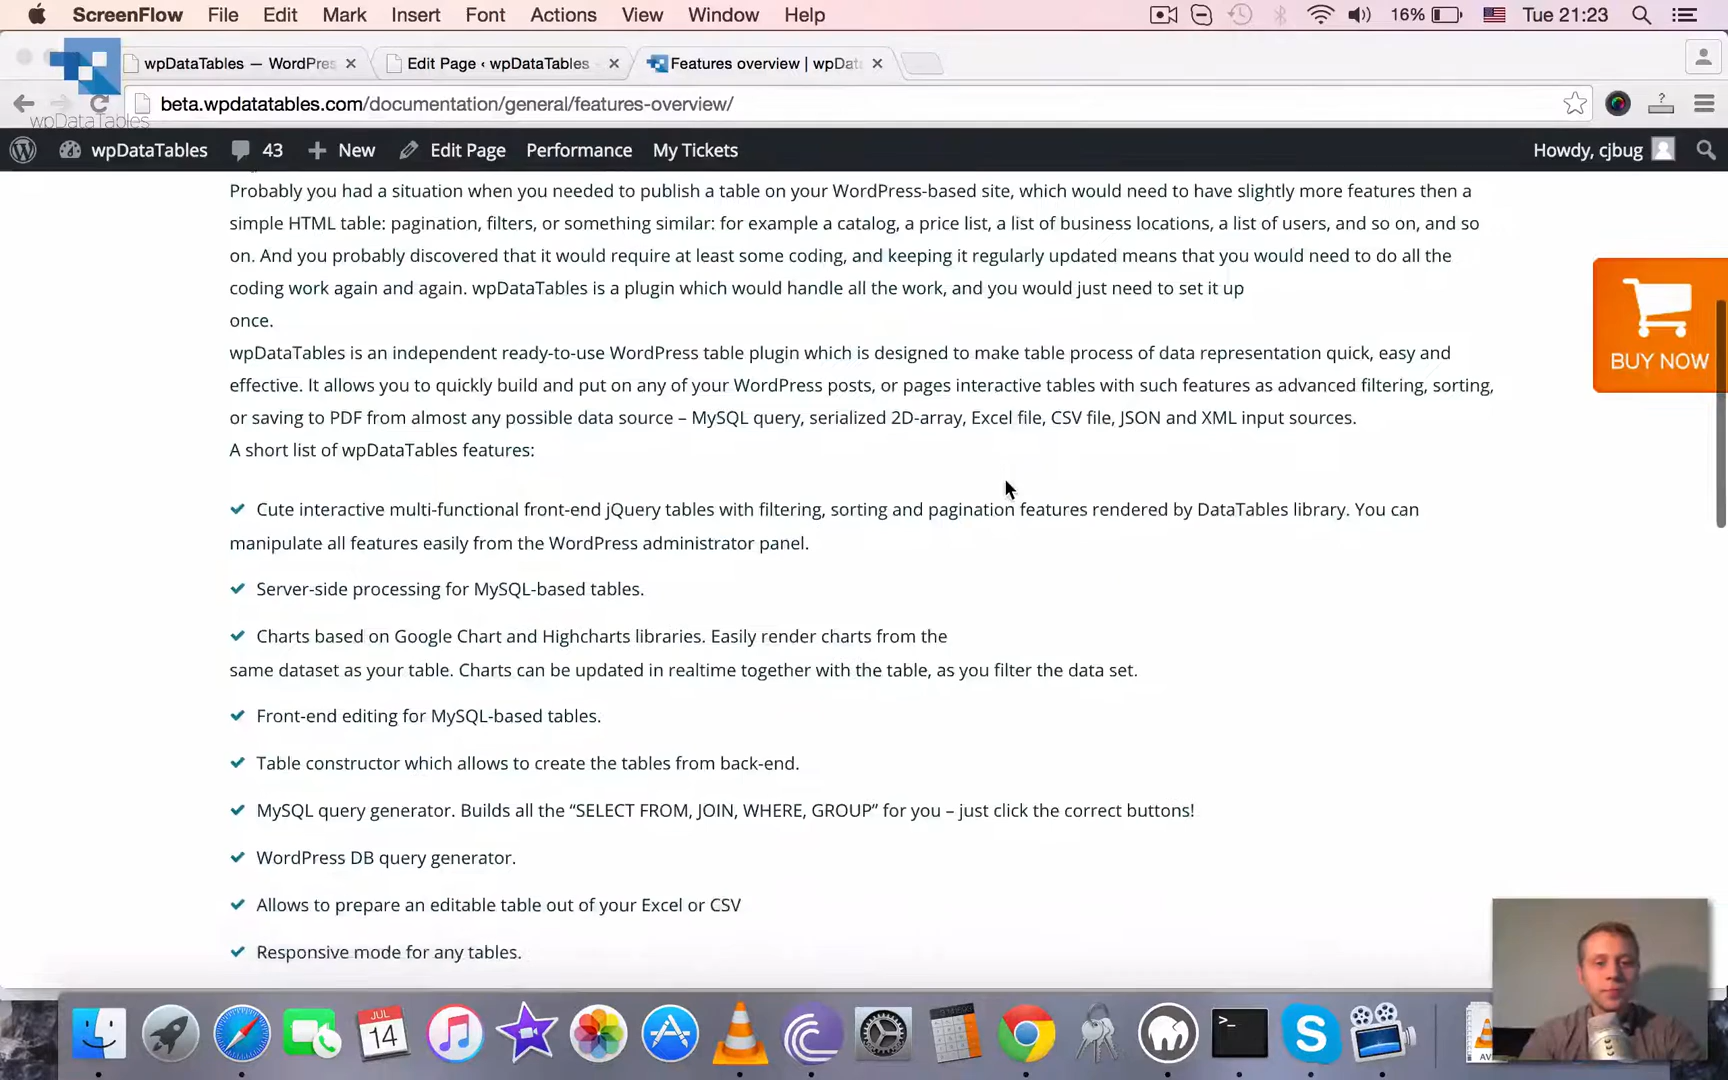 ScreenFlow File Edit Mark Insert Font Actions View Window Help 16% Tue 21:23
wpDataTables — WordPres Edit Page ‹ wpDataTables Features overview | wpDat
beta.wpdatatables.com/documentation/general/features-overview/
wpDataTables
wpDataTables 43 New Edit Page Performance My Tickets Howdy, cjbug
Probably you had a situation when you needed to publish a table on your WordPress-based site, which would need to have slightly more features then a
simple HTML table: pagination, filters, or something similar: for example a catalog, a price list, a list of business locations, a list of users, and so on, and so
on. And you probably discovered that it would require at least some coding, and keeping it regularly updated means that you would need to do all the
coding work again and again. wpDataTables is a plugin which would handle all the work, and you would just need to set it up
once.
wpDataTables is an independent ready-to-use WordPress table plugin which is designed to make table process of data representation quick, easy and
effective. It allows you to quickly build and put on any of your WordPress posts, or pages interactive tables with such features as advanced filtering, sorting,
or saving to PDF from almost any possible data source – MySQL query, serialized 2D-array, Excel file, CSV file, JSON and XML input sources.
BUY NOW
A short list of wpDataTables features:
Cute interactive multi-functional front-end jQuery tables with filtering, sorting and pagination features rendered by DataTables library. You can
manipulate all features easily from the WordPress administrator panel.
Server-side processing for MySQL-based tables.
Charts based on Google Chart and Highcharts libraries. Easily render charts from the
same dataset as your table. Charts can be updated in realtime together with the table, as you filter the data set.
Front-end editing for MySQL-based tables.
Table constructor which allows to create the tables from back-end.
MySQL query generator. Builds all the “SELECT FROM, JOIN, WHERE, GROUP” for you – just click the correct buttons!
WordPress DB query generator.
Allows to prepare an editable table out of your Excel or CSV
Responsive mode for any tables.
JUL
14